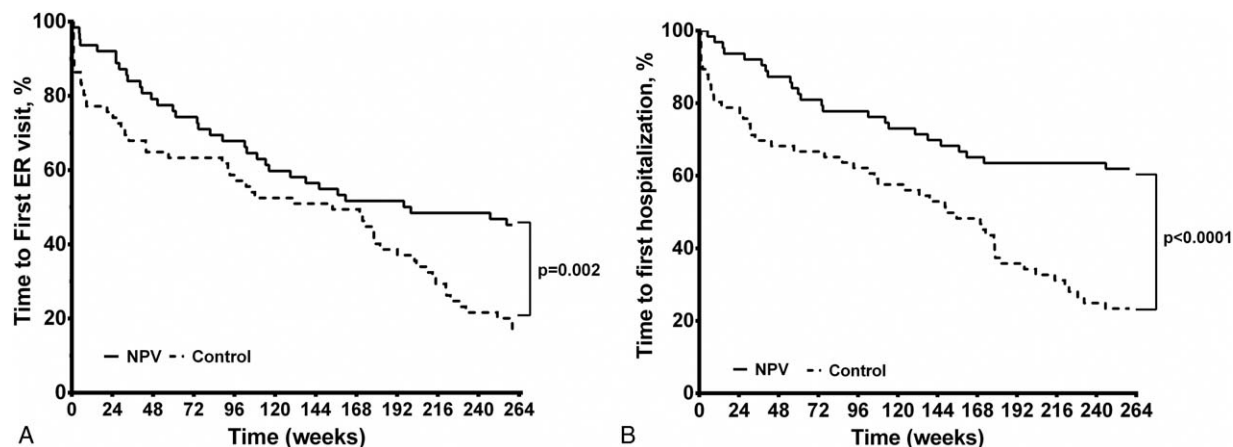 100
80
60
40
20
0
Time to First ER visit, %
p=0.002
NPV Control
0 24 48 72 96 120 144 168 192 216 240 264
Time (weeks)
A
100
80
60
40
20
0
Time to first hospitalization, %
p<0.0001
NPV Control
0 24 48 72 96 120 144 168 192 216 240 264
Time (weeks)
B